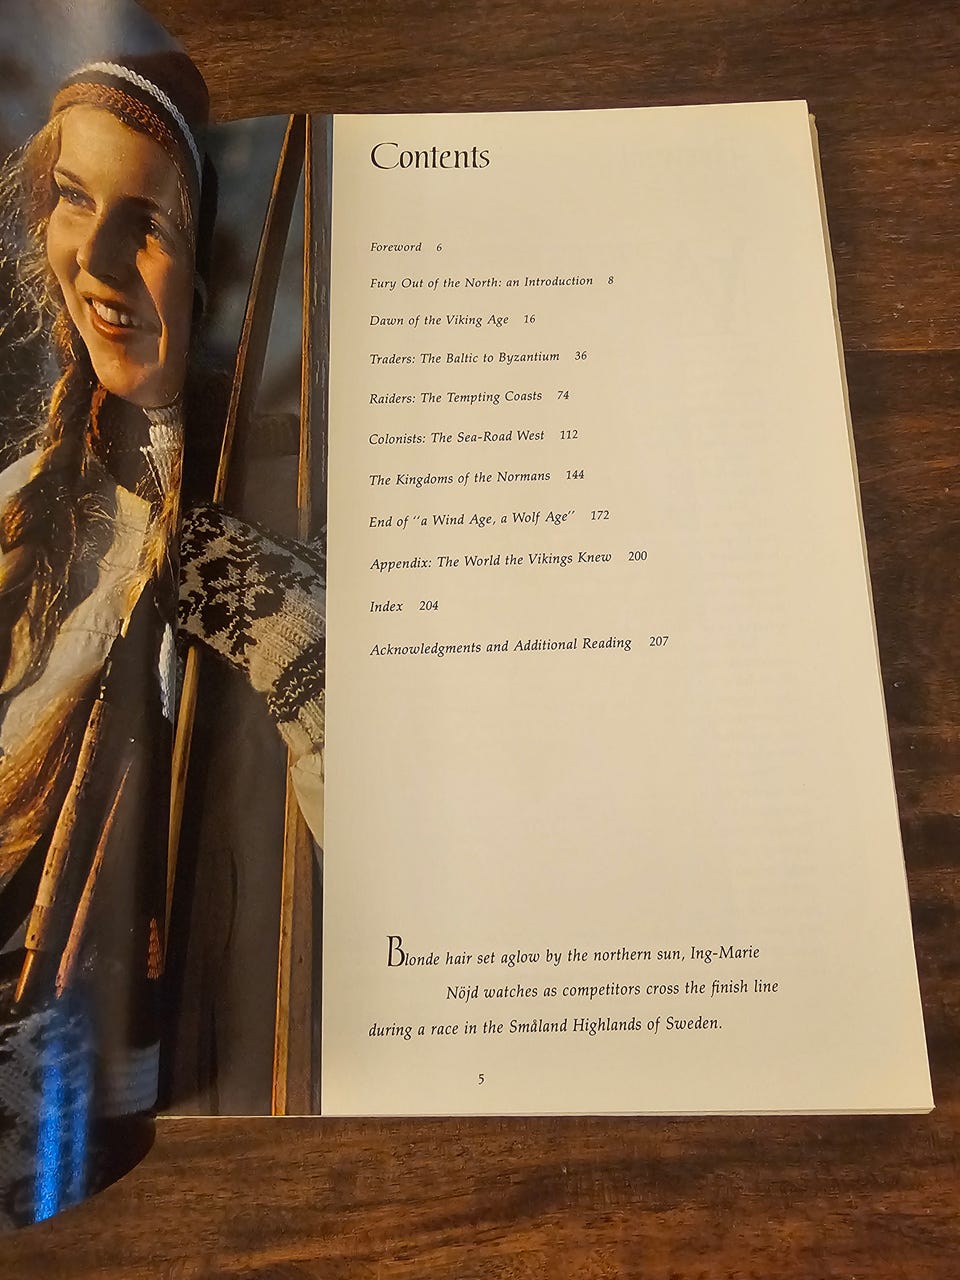 Contents
Foreword 6
Fury Out of the North: an Introduction 8
Dawn of the Viking Age 16
Traders: The Baltic to Byzantium 36
Raiders: The Tempting Coasts 74
Colonists: The Sea-Road West 112
The Kingdoms of the Normans 144
End of “a Wind Age, a Wolf Age” 172
Appendix: The World the Vikings Knew 200
Index 204
Acknowledgments and Additional Reading 207
Blonde hair set aglow by the northern sun, Ing-Marie
Nöjd watches as competitors cross the finish line
during a race in the Småland Highlands of Sweden.
5